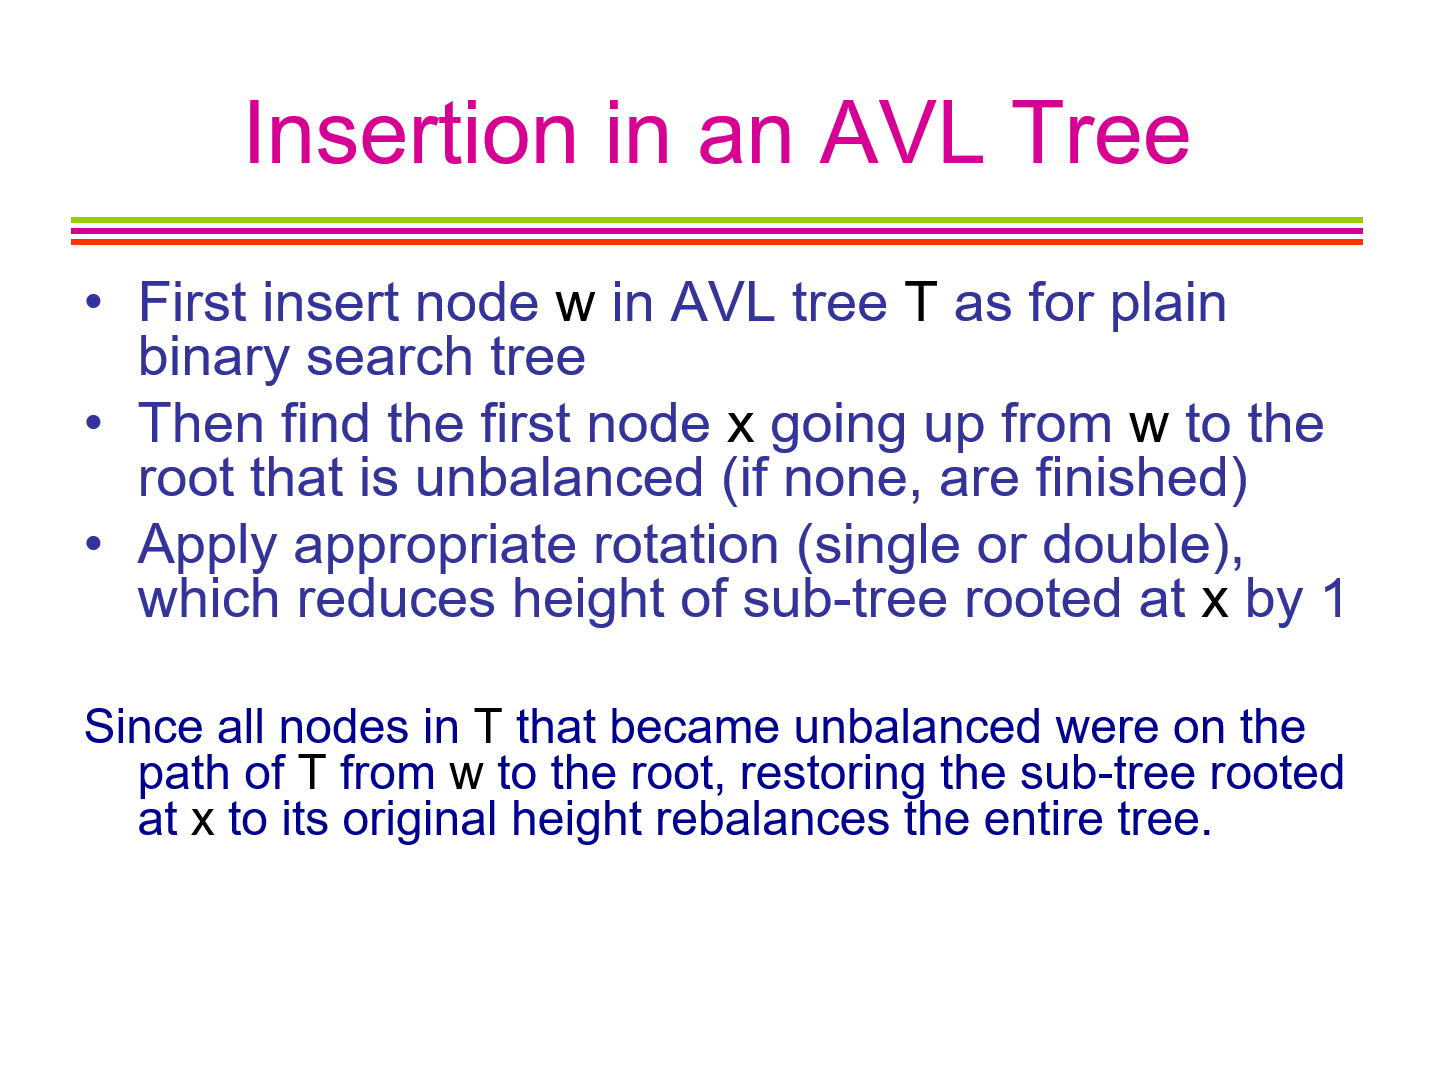 Insertion in an AVL Tree
• First insert node w in AVL tree T as for plain
binary search tree
• Then find the first node x going up from w to the
root that is unbalanced (if none, are finished)
• Apply appropriate rotation (single or double),
which reduces height of sub-tree rooted at x by 1
Since all nodes in T that became unbalanced were on the
path of T from w to the root, restoring the sub-tree rooted
at x to its original height rebalances the entire tree.